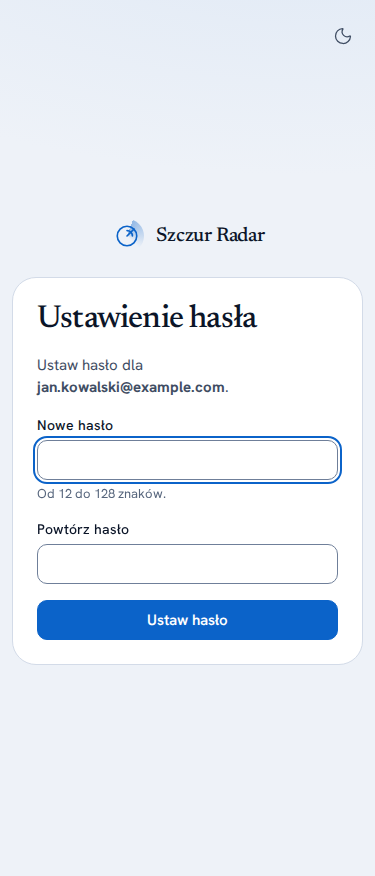 Szczur Radar
Ustawienie hasła
Ustaw hasło dla
jan.kowalski@example.com.
Nowe hasło
Od 12 do 128 znaków.
Powtórz hasło
Ustaw hasło